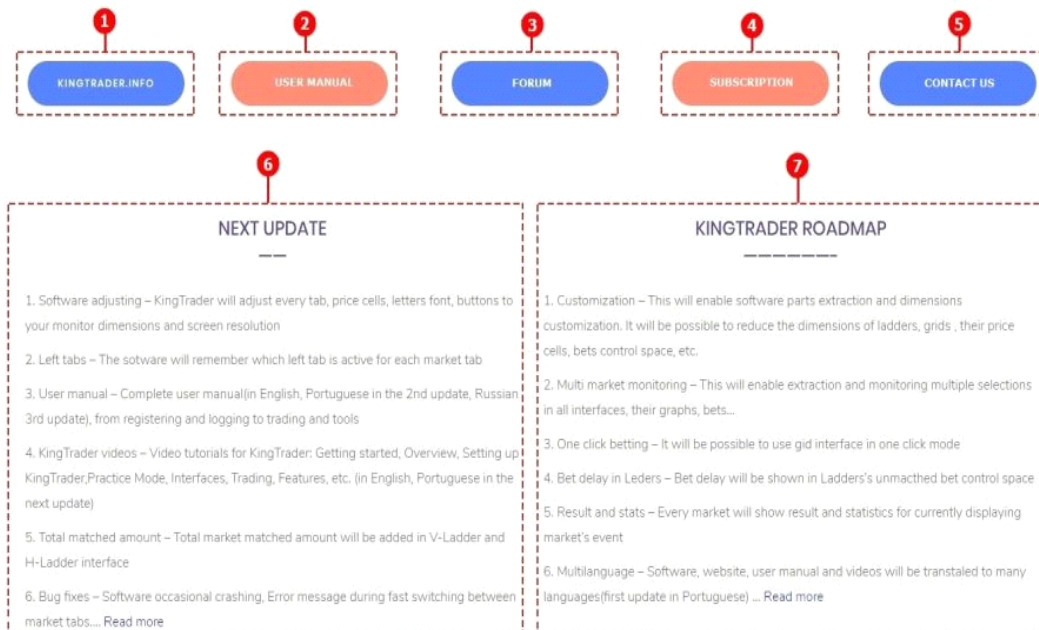 1 2 3 4 5
KINGTRADER.INFO USER MANUAL FORUM SUBSCRIPTION CONTACT US
6 7
NEXT UPDATE
1. Software adjusting – KingTrader will adjust every tab, price cells, letters font, buttons to
your monitor dimensions and screen resolution
2. Left tabs – The sotware will remember which left tab is active for each market tab
3. User manual – Complete user manual(in English, Portuguese in the 2nd update, Russian
3rd update), from registering and logging to trading and tools
4. KingTrader videos – Video tutorials for KingTrader: Getting started, Overview, Setting up
KingTrader,Practice Mode, Interfaces, Trading, Features, etc. (in English, Portuguese in the
next update)
5. Total matched amount – Total market matched amount will be added in V-Ladder and
H-Ladder interface
6. Bug fixes – Software occasional crashing, Error message during fast switching between
market tabs.... Read more
KINGTRADER ROADMAP
1. Customization – This will enable software parts extraction and dimensions
customization. It will be possible to reduce the dimensions of ladders, grids , their price
cells, bets control space, etc.
2. Multi market monitoring – This will enable extraction and monitoring multiple selections
in all interfaces, their graphs, bets...
3. One click betting – It will be possible to use gid interface in one click mode
4. Bet delay in Leders – Bet delay will be shown in Ladders's unmacthed bet control space
5. Result and stats – Every market will show result and statistics for currently displaying
market's event
6. Multilanguage – Software, website, user manual and videos will be transtaled to many
languages(first update in Portuguese) ... Read more